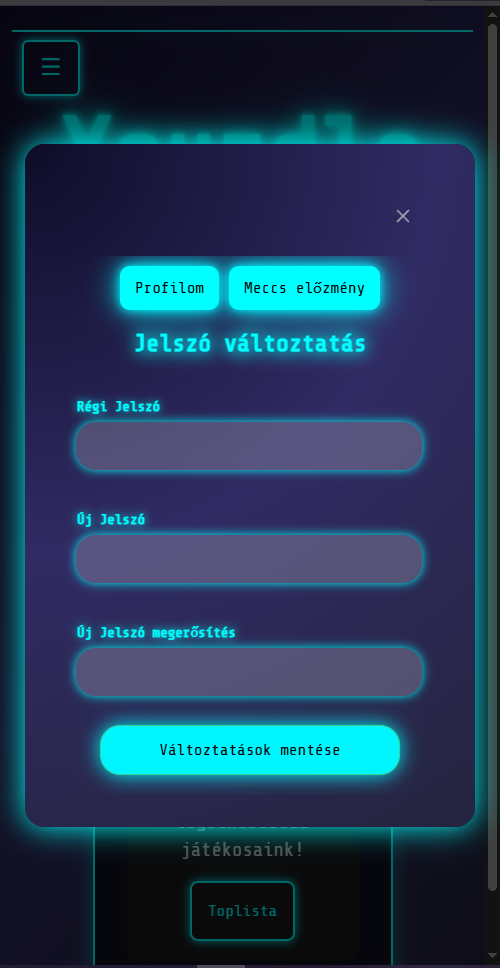 ☰
×
Profilom
Meccs előzmény
Jelszó változtatás
Régi Jelszó
Új Jelszó
Új Jelszó megerősítés
Változtatások mentése
játékosaink!
Toplista